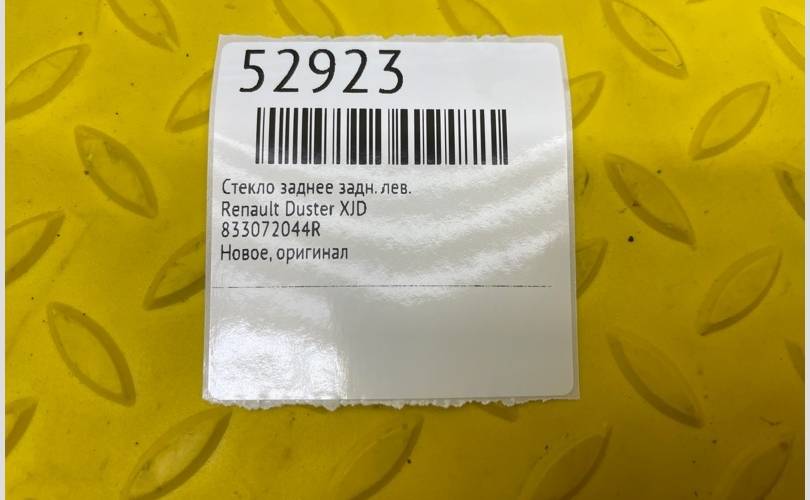 52923
Стекло заднее задн. лев.
Renault Duster XJD
833072044R
Новое, оригинал